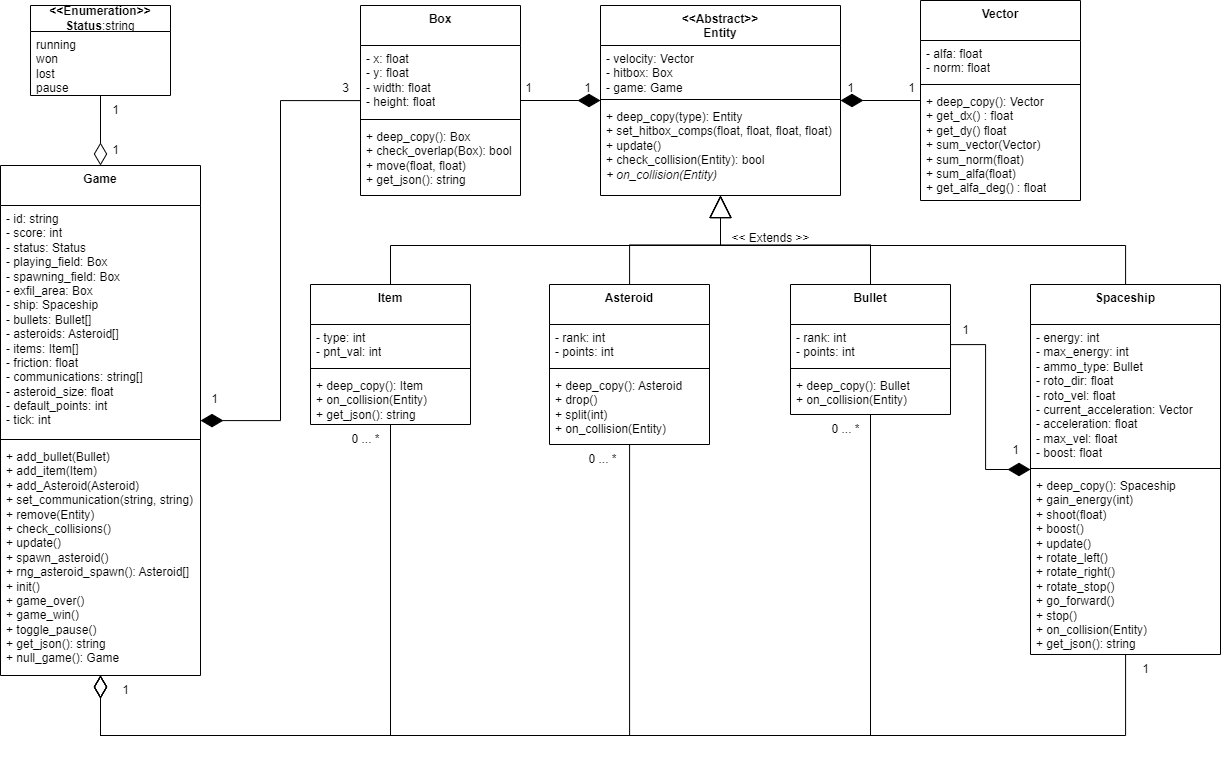 <<Enumeration>>
Status:string
running
won
lost
pause
1
1
Game
- id: string
- score: int
- status: Status
- playing_field: Box
- spawning_field: Box
- exfil_area: Box
- ship: Spaceship
- bullets: Bullet[]
- asteroids: Asteroid[]
- items: Item[]
- friction: float
- communications: string[]
- asteroid_size: float
- default_points: int
- tick: int
+ add_bullet(Bullet)
+ add_item(Item)
+ add_Asteroid(Asteroid)
+ set_communication(string, string)
+ remove(Entity)
+ check_collisions()
+ update()
+ spawn_asteroid()
+ rng_asteroid_spawn(): Asteroid[]
+ init()
+ game_over()
+ game_win()
+ toggle_pause()
+ get_json(): string
+ null_game(): Game
1
1
3
Box
- x: float
- y: float
- width: float
- height: float
+ deep_copy(): Box
+ check_overlap(Box): bool
+ move(float, float)
+ get_json(): string
1
1
<<Abstract>>
Entity
- velocity: Vector
- hitbox: Box
- game: Game
+ deep_copy(type): Entity
+ set_hitbox_comps(float, float, float, float)
+ update()
+ check_collision(Entity): bool
+ on_collision(Entity)
1
1
Vector
- alfa: float
- norm: float
+ deep_copy(): Vector
+ get_dx() : float
+ get_dy() float
+ sum_vector(Vector)
+ sum_norm(float)
+ sum_alfa(float)
+ get_alfa_deg() : float
<< Extends >>
Item
- type: int
- pnt_val: int
+ deep_copy(): Item
+ on_collision(Entity)
+ get_json(): string
0 ... *
Asteroid
- rank: int
- points: int
+ deep_copy(): Asteroid
+ drop()
+ split(int)
+ on_collision(Entity)
0 ... *
Bullet
- rank: int
- points: int
+ deep_copy(): Bullet
+ on_collision(Entity)
0 ... *
1
1
Spaceship
- energy: int
- max_energy: int
- ammo_type: Bullet
- roto_dir: float
- roto_vel: float
- current_acceleration: Vector
- acceleration: float
- max_vel: float
- boost: float
+ deep_copy(): Spaceship
+ gain_energy(int)
+ shoot(float)
+ boost()
+ update()
+ rotate_left()
+ rotate_right()
+ rotate_stop()
+ go_forward()
+ stop()
+ on_collision(Entity)
+ get_json(): string
1